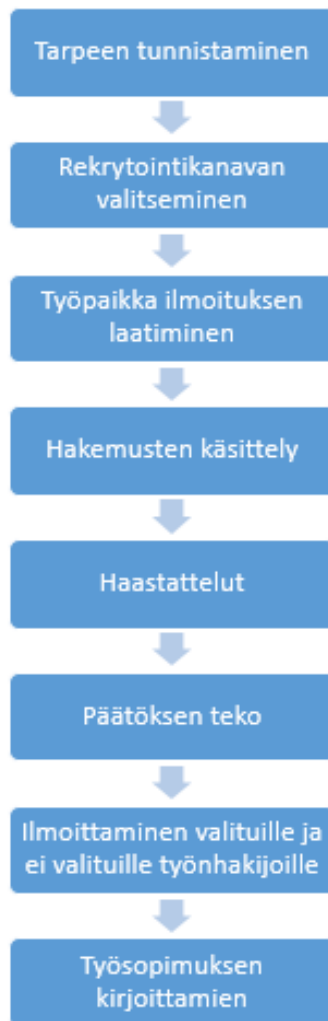 Tarpeen tunnistaminen
Rekrytointikanavan
valitseminen
Työpaikka ilmoituksen
laatiminen
Hakemusten käsittely
Haastattelut
Päätöksen teko
Ilmoittaminen valituille ja
ei valituille työnhakijoille
Työsopimuksen
kirjoittamien